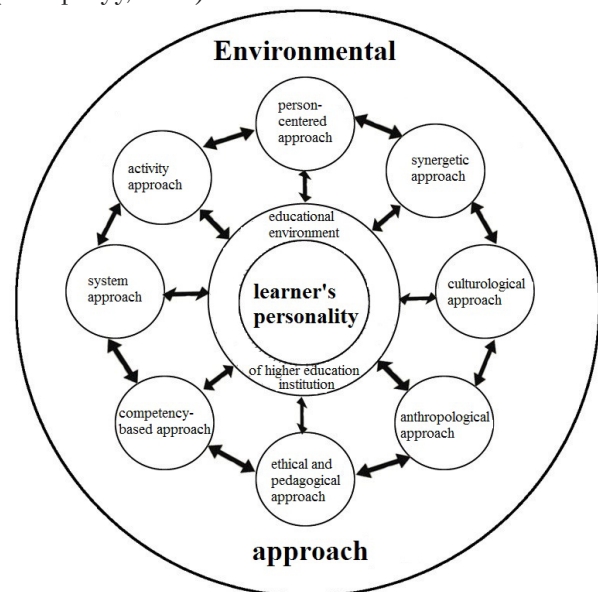 Environmental
person-
centered
approach
activity
approach
synergetic
approach
educational
environment
system
approach
learner's
personality
culturological
approach
of higher education
institution
competency-
based approach
anthropological
approach
ethical and
pedagogical
approach
approach